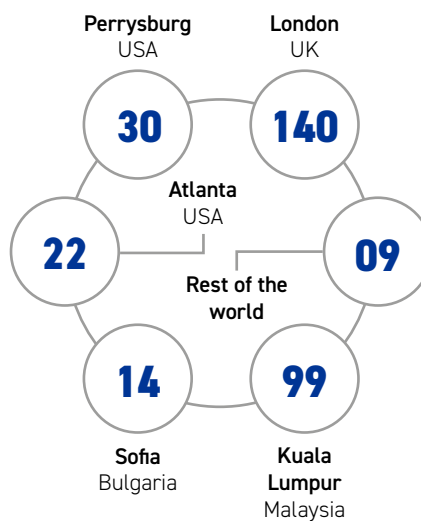 Perrysburg
USA
London
UK
30
140
Atlanta
USA
22
09
Rest of the
world
14
99
Sofia
Bulgaria
Kuala
Lumpur
Malaysia